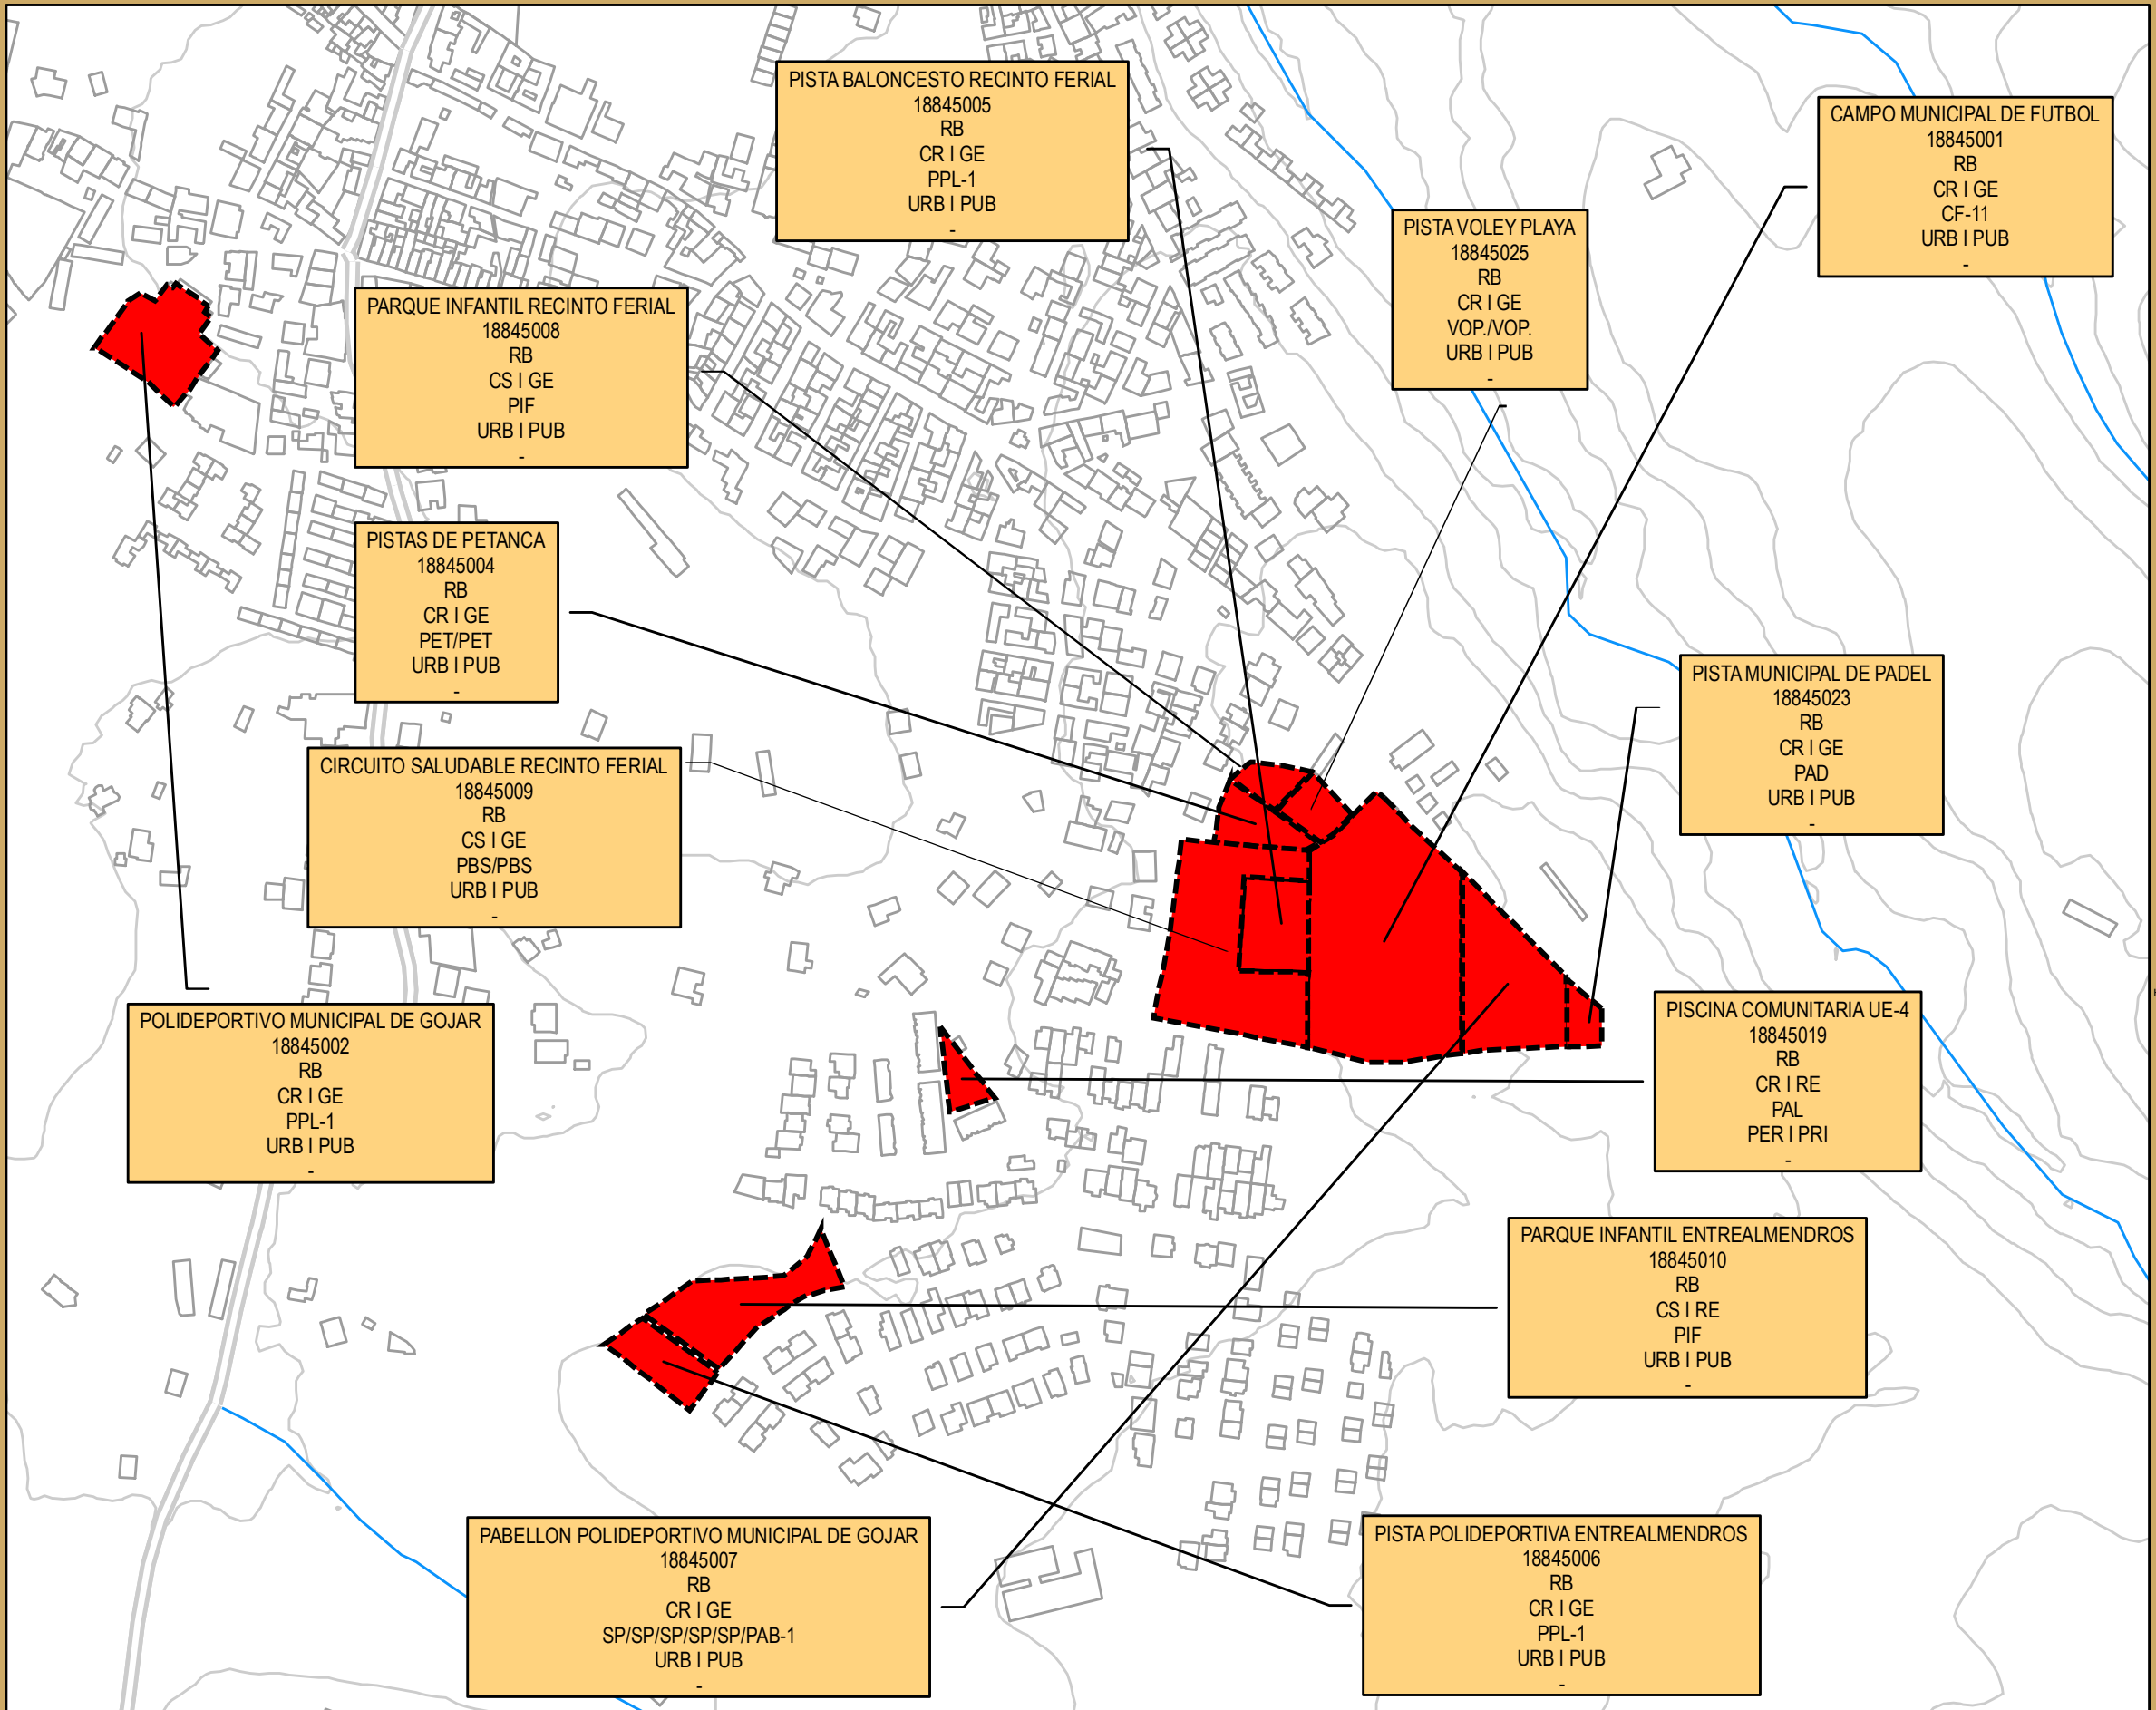 PISTA BALONCESTO RECINTO FERIAL
18845005
RB
CR I GE
PPL-1
URB I PUB
-
CAMPO MUNICIPAL DE FUTBOL
18845001
RB
CR I GE
CF-11
URB I PUB
-
PISTA VOLEY PLAYA
18845025
RB
CR I GE
VOP./VOP.
URB I PUB
-
PARQUE INFANTIL RECINTO FERIAL
18845008
RB
CS I GE
PIF
URB I PUB
-
PISTAS DE PETANCA
18845004
RB
CR I GE
PET/PET
URB I PUB
-
PISTA MUNICIPAL DE PADEL
18845023
RB
CR I GE
PAD
URB I PUB
-
CIRCUITO SALUDABLE RECINTO FERIAL
18845009
RB
CS I GE
PBS/PBS
URB I PUB
-
POLIDEPORTIVO MUNICIPAL DE GOJAR
18845002
RB
CR I GE
PPL-1
URB I PUB
-
PISCINA COMUNITARIA UE-4
18845019
RB
CR I RE
PAL
PER I PRI
-
PARQUE INFANTIL ENTREALMENDROS
18845010
RB
CS I RE
PIF
URB I PUB
-
PABELLON POLIDEPORTIVO MUNICIPAL DE GOJAR
18845007
RB
CR I GE
SP/SP/SP/SP/SP/PAB-1
URB I PUB
-
PISTA POLIDEPORTIVA ENTREALMENDROS
18845006
RB
CR I GE
PPL-1
URB I PUB
-